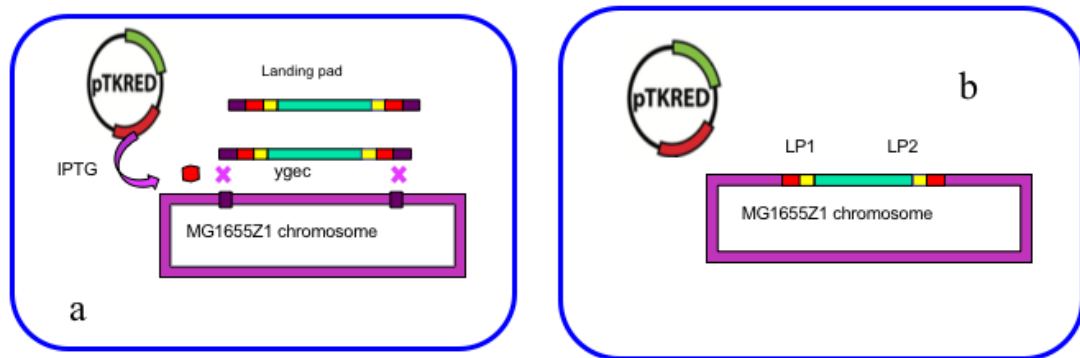 Landing pad
pTKRED
IPTG
ygec
MG1655Z1 chromosome
a
pTKRED
b
LP1 LP2
MG1655Z1 chromosome